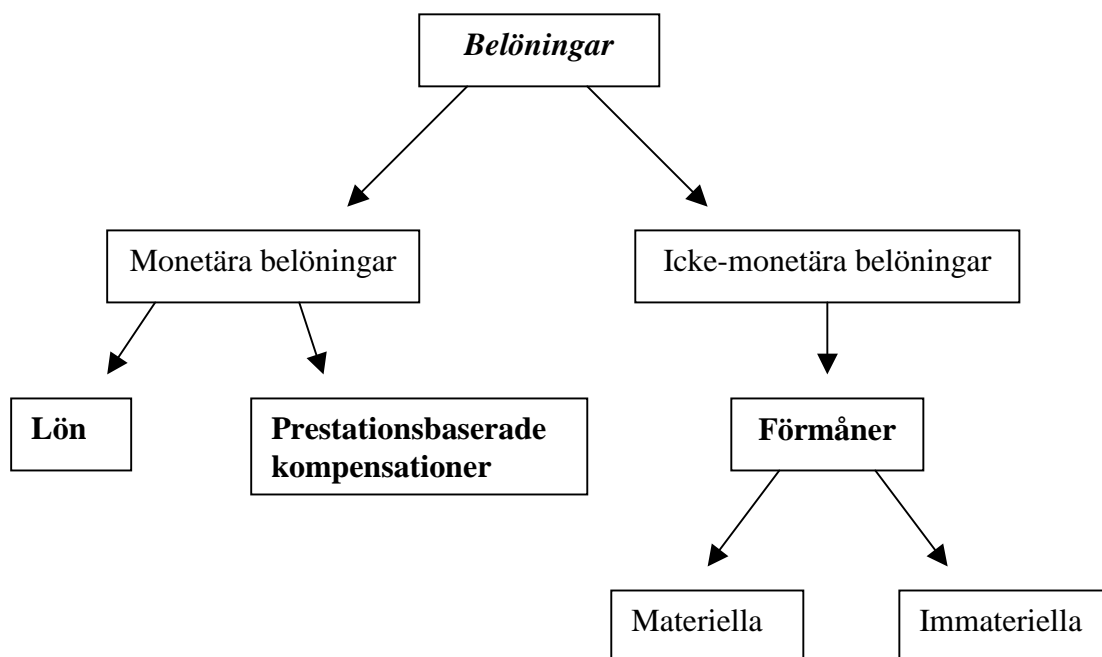 Belöningar
Monetära belöningar
Icke-monetära belöningar
Lön
Prestationsbaserade
kompensationer
Förmåner
Materiella
Immateriella